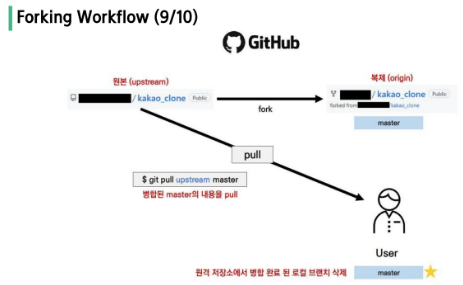 Forking Workflow (9/10)
GitHub
원본 (upstream)
/ kakao_clone Public
fork
복제 (origin)
/ kakao_clone Public
forked from /kakao_clone
master
pull
$ git pull upstream master
병합된 master의 내용을 pull
User
원격 저장소에서 병합 완료 된 로컬 브랜치 삭제
master